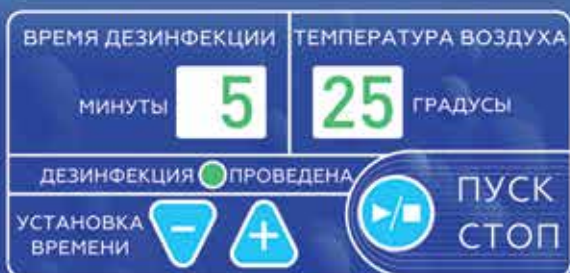 ВРЕМЯ ДЕЗИНФЕКЦИИ
МИНУТЫ 5
ТЕМПЕРАТУРА ВОЗДУХА
25 ГРАДУСЫ
ДЕЗИНФЕКЦИЯ ПРОВЕДЕНА
УСТАНОВКА
ВРЕМЕНИ
ПУСК
СТОП